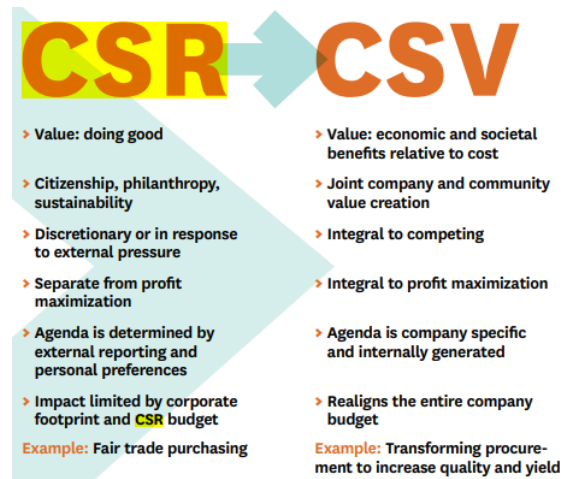 CSR
CSV
> Value: doing good
> Citizenship, philanthropy,
sustainability
> Discretionary or in response
to external pressure
> Separate from profit
maximization
> Agenda is determined by
external reporting and
personal preferences
> Impact limited by corporate
footprint and CSR budget
Example: Fair trade purchasing
> Value: economic and societal
benefits relative to cost
> Joint company and community
value creation
> Integral to competing
> Integral to profit maximization
> Agenda is company specific
and internally generated
> Realigns the entire company
budget
Example: Transforming procure-
ment to increase quality and yield